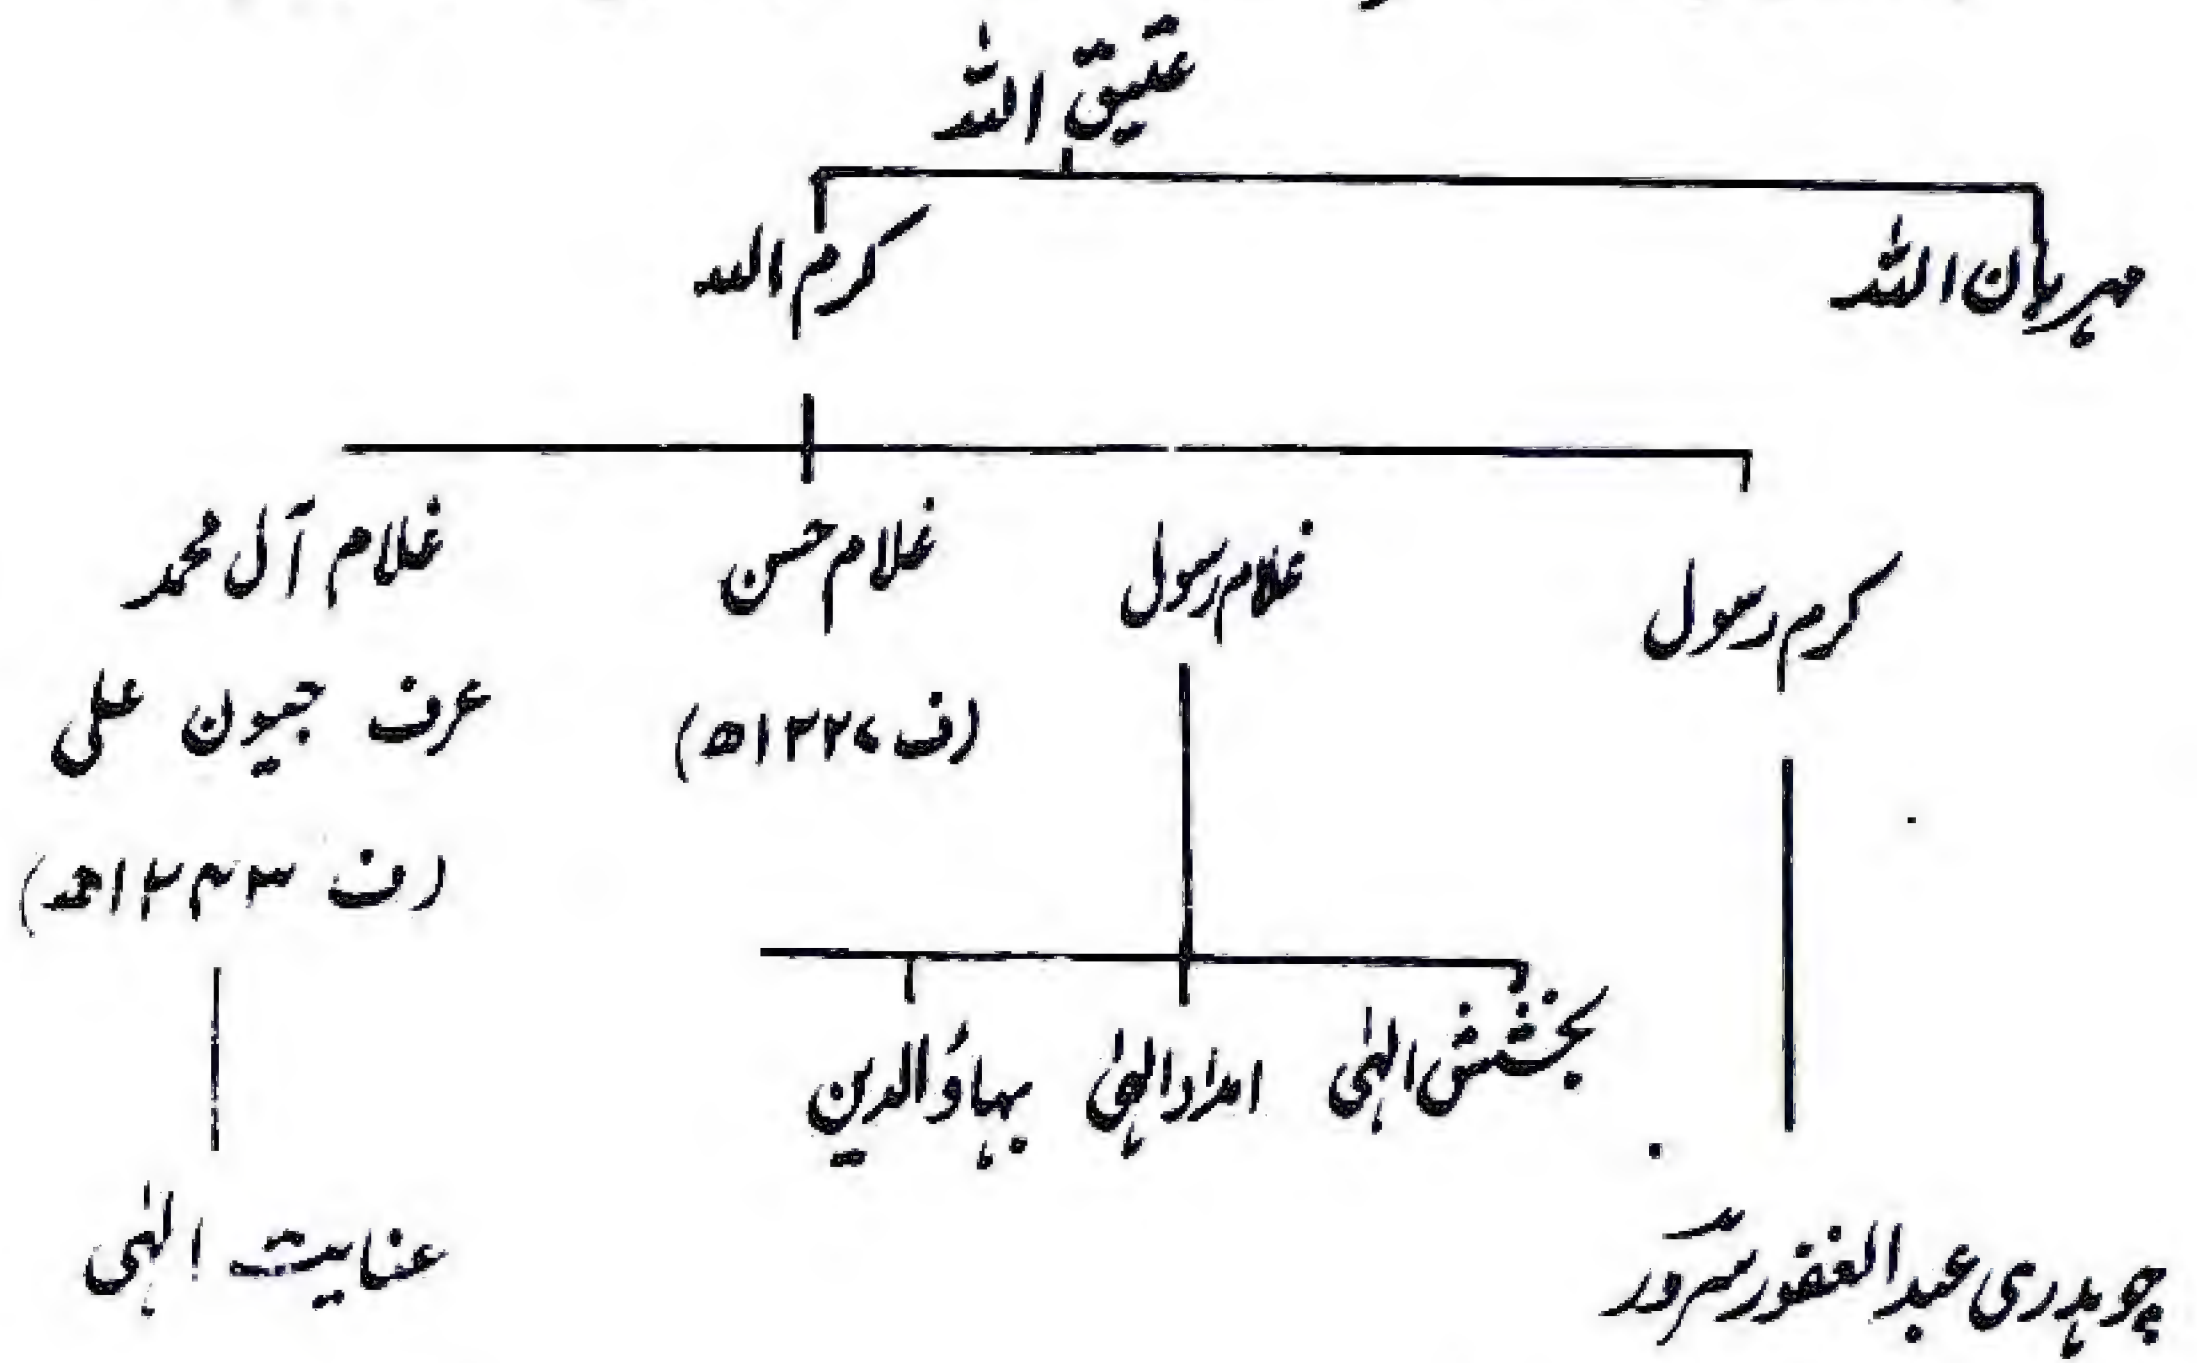 عتیق اللہ
مہربان اللہ
کرم اللہ
کرم رسول
غلام رسول
غلام حسن
(ف ۱۲۲۷ھ)
غلام آل محمد
عرف جیون علی
(ف ۱۲۴۳ھ)
بخشش الٰہی
امداد الٰہی
بہاؤالدین
چوہدری عبدالغفور سرور
عنایت الٰہی